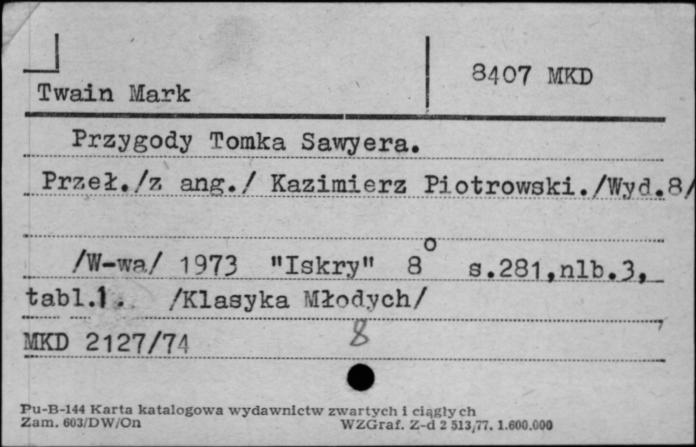 8407 MKD
Twain Mark
Przygody Tomka Sawyera.
Przeł./z ang./ Kazimierz Piotrowski./Wyd.8/
/W-wa/ 1973 "Iskry" 8° s.281,nlb.3,
tabl.1. /Klasyka Młodych/
MKD 2127/74 8
Pu-B-144 Karta katalogowa wydawnictw zwartych i ciągłych
Zam. 603/DW/On WZGraf. Z-d 2 513/77. 1.600.000